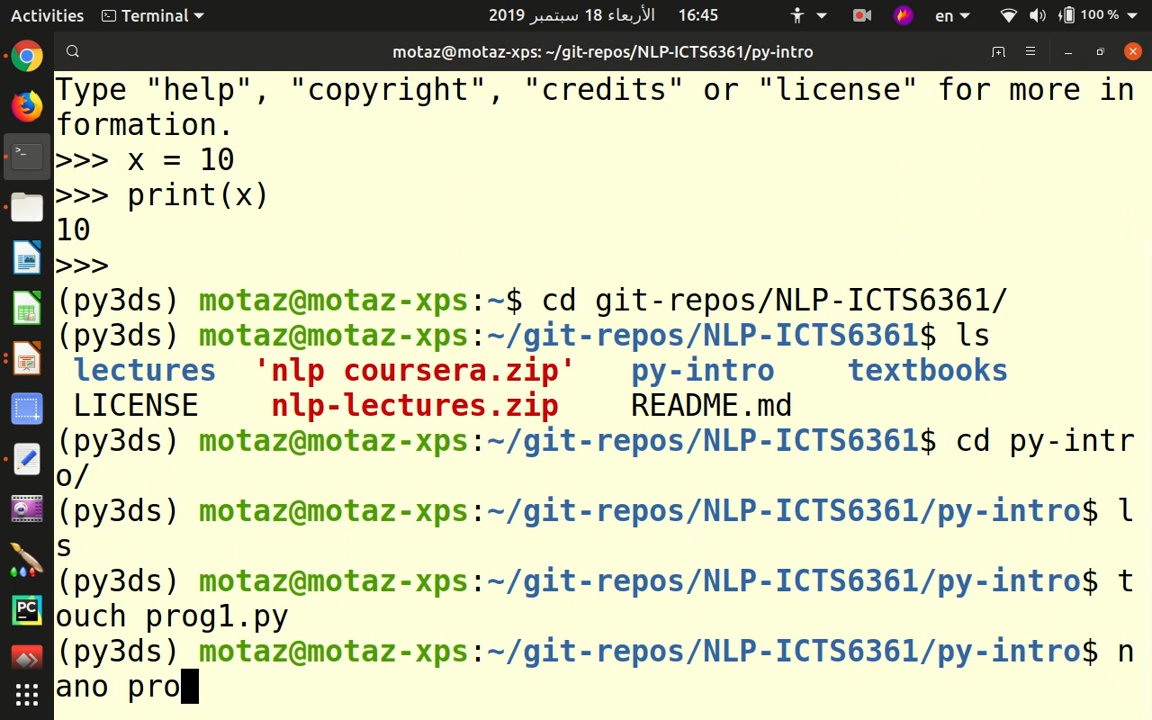 Activities Terminal الأربعاء 18 سبتمبر 2019 16:45 en 100 %
motaz@motaz-xps: ~/git-repos/NLP-ICTS6361/py-intro
Type "help", "copyright", "credits" or "license" for more in
formation.
>>> x = 10
>>> print(x)
10
>>>
(py3ds) motaz@motaz-xps:~$ cd git-repos/NLP-ICTS6361/
(py3ds) motaz@motaz-xps:~/git-repos/NLP-ICTS6361$ ls
lectures 'nlp coursera.zip' py-intro textbooks
LICENSE nlp-lectures.zip README.md
(py3ds) motaz@motaz-xps:~/git-repos/NLP-ICTS6361$ cd py-intr
o/
(py3ds) motaz@motaz-xps:~/git-repos/NLP-ICTS6361/py-intro$ l
s
(py3ds) motaz@motaz-xps:~/git-repos/NLP-ICTS6361/py-intro$ t
ouch prog1.py
(py3ds) motaz@motaz-xps:~/git-repos/NLP-ICTS6361/py-intro$ n
ano pro
PC